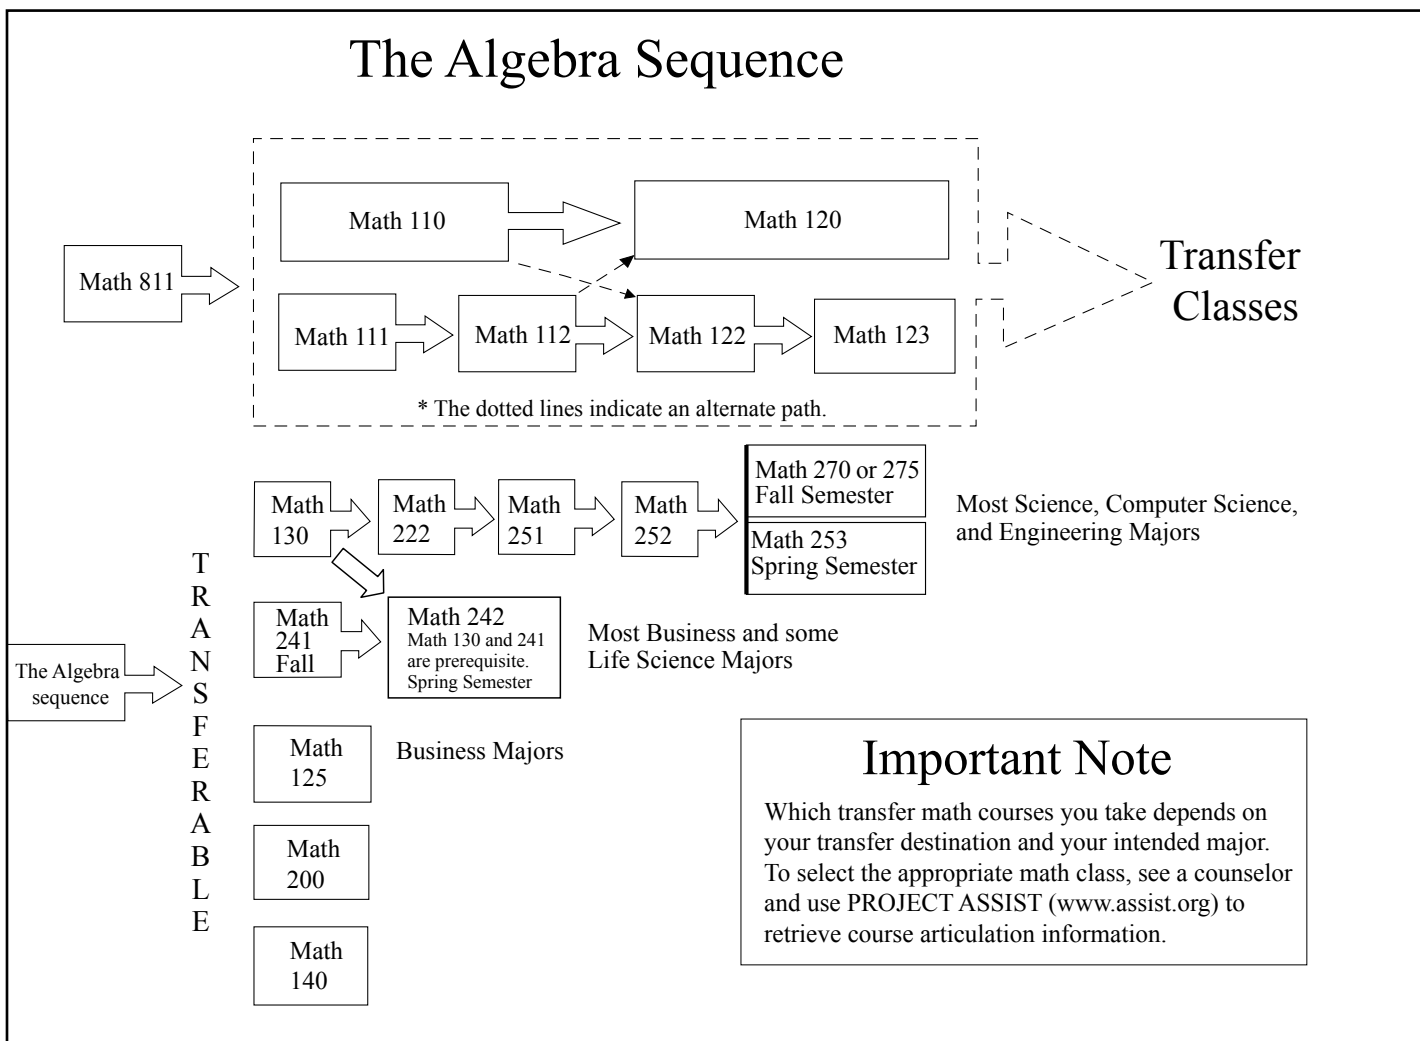 The Algebra Sequence
Math 110
Math 120
Math 811
Math 111
Math 112
Math 122
Math 123
* The dotted lines indicate an alternate path.
Transfer
Classes
The Algebra
sequence
TRANSFERABLE
Math
130
Math
222
Math
251
Math
252
Math 270 or 275
Fall Semester
Math 253
Spring Semester
Most Science, Computer Science,
and Engineering Majors
Math
241
Fall
Math 242
Math 130 and 241
are prerequisite.
Spring Semester
Most Business and some
Life Science Majors
Math
125
Business Majors
Math
200
Math
140
Important Note
Which transfer math courses you take depends on
your transfer destination and your intended major.
To select the appropriate math class, see a counselor
and use PROJECT ASSIST (www.assist.org) to
retrieve course articulation information.